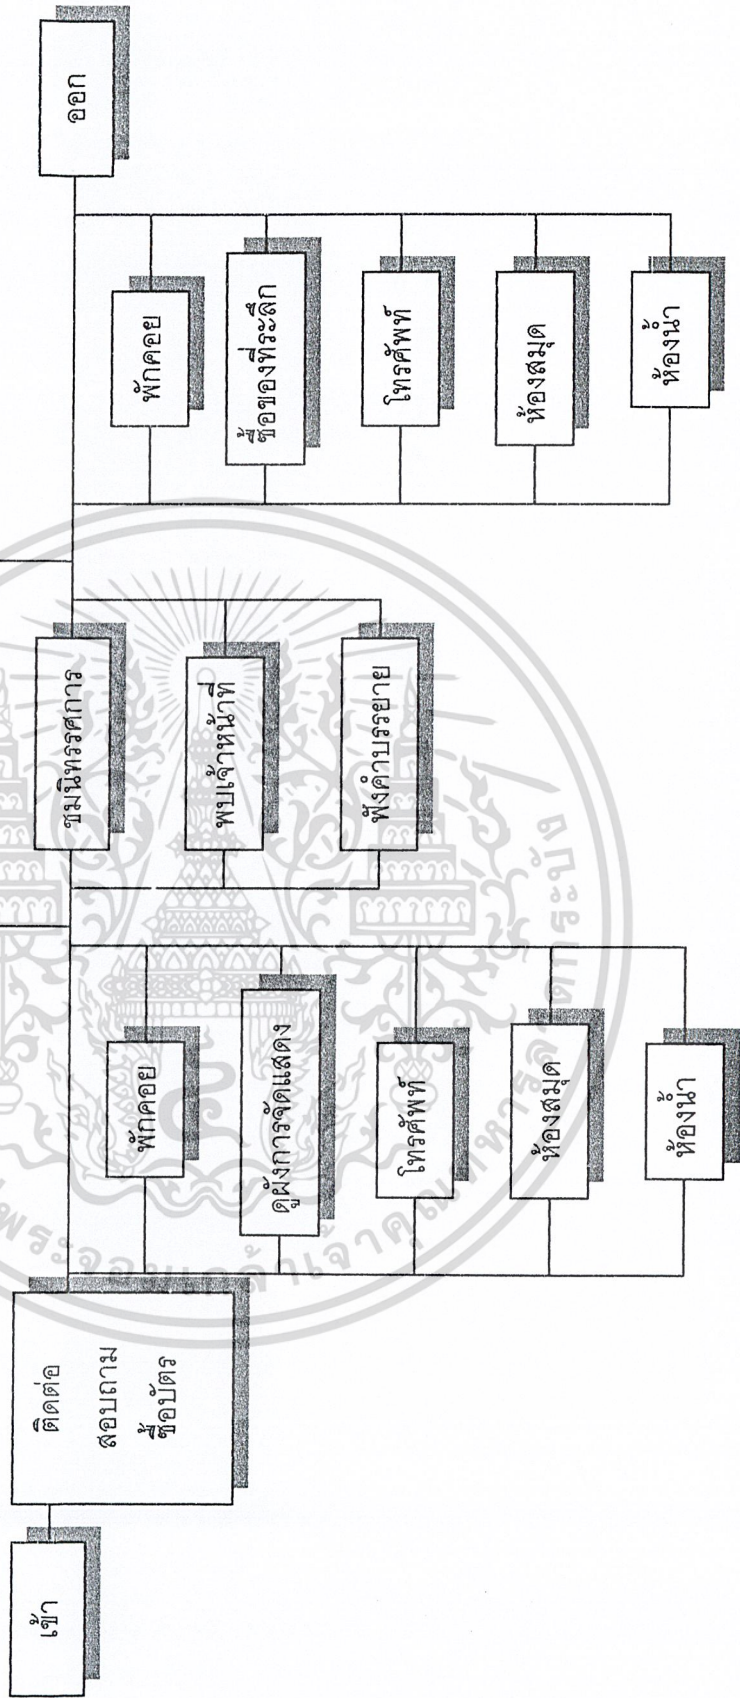 เข้า
ติดต่อ
สอบถาม
ซื้อบัตร
พักคอย
ดูผังการจัดแสดง
โทรศัพท์
ห้องสมุด
ห้องน้ำ
ชมนิทรรศการ
พบเจ้าหน้าที่
ฟังคำบรรยาย
พักคอย
ซื้อของที่ระลึก
โทรศัพท์
ห้องสมุด
ห้องน้ำ
ออก